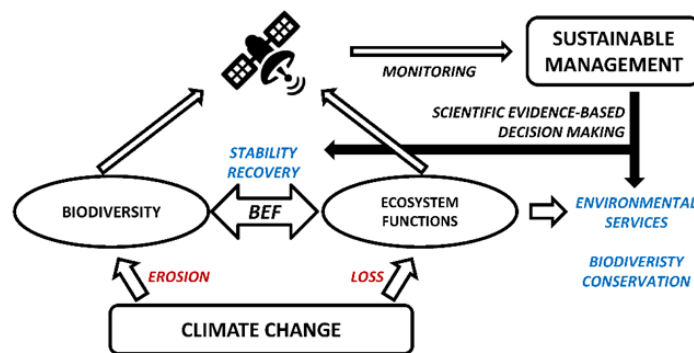 SUSTAINABLE
MANAGEMENT
MONITORING
SCIENTIFIC EVIDENCE-BASED
DECISION MAKING
STABILITY
RECOVERY
BIODIVERSITY
BEF
ECOSYSTEM
FUNCTIONS
ENVIRONMENTAL
SERVICES
BIODIVERISTY
CONSERVATION
EROSION
LOSS
CLIMATE CHANGE